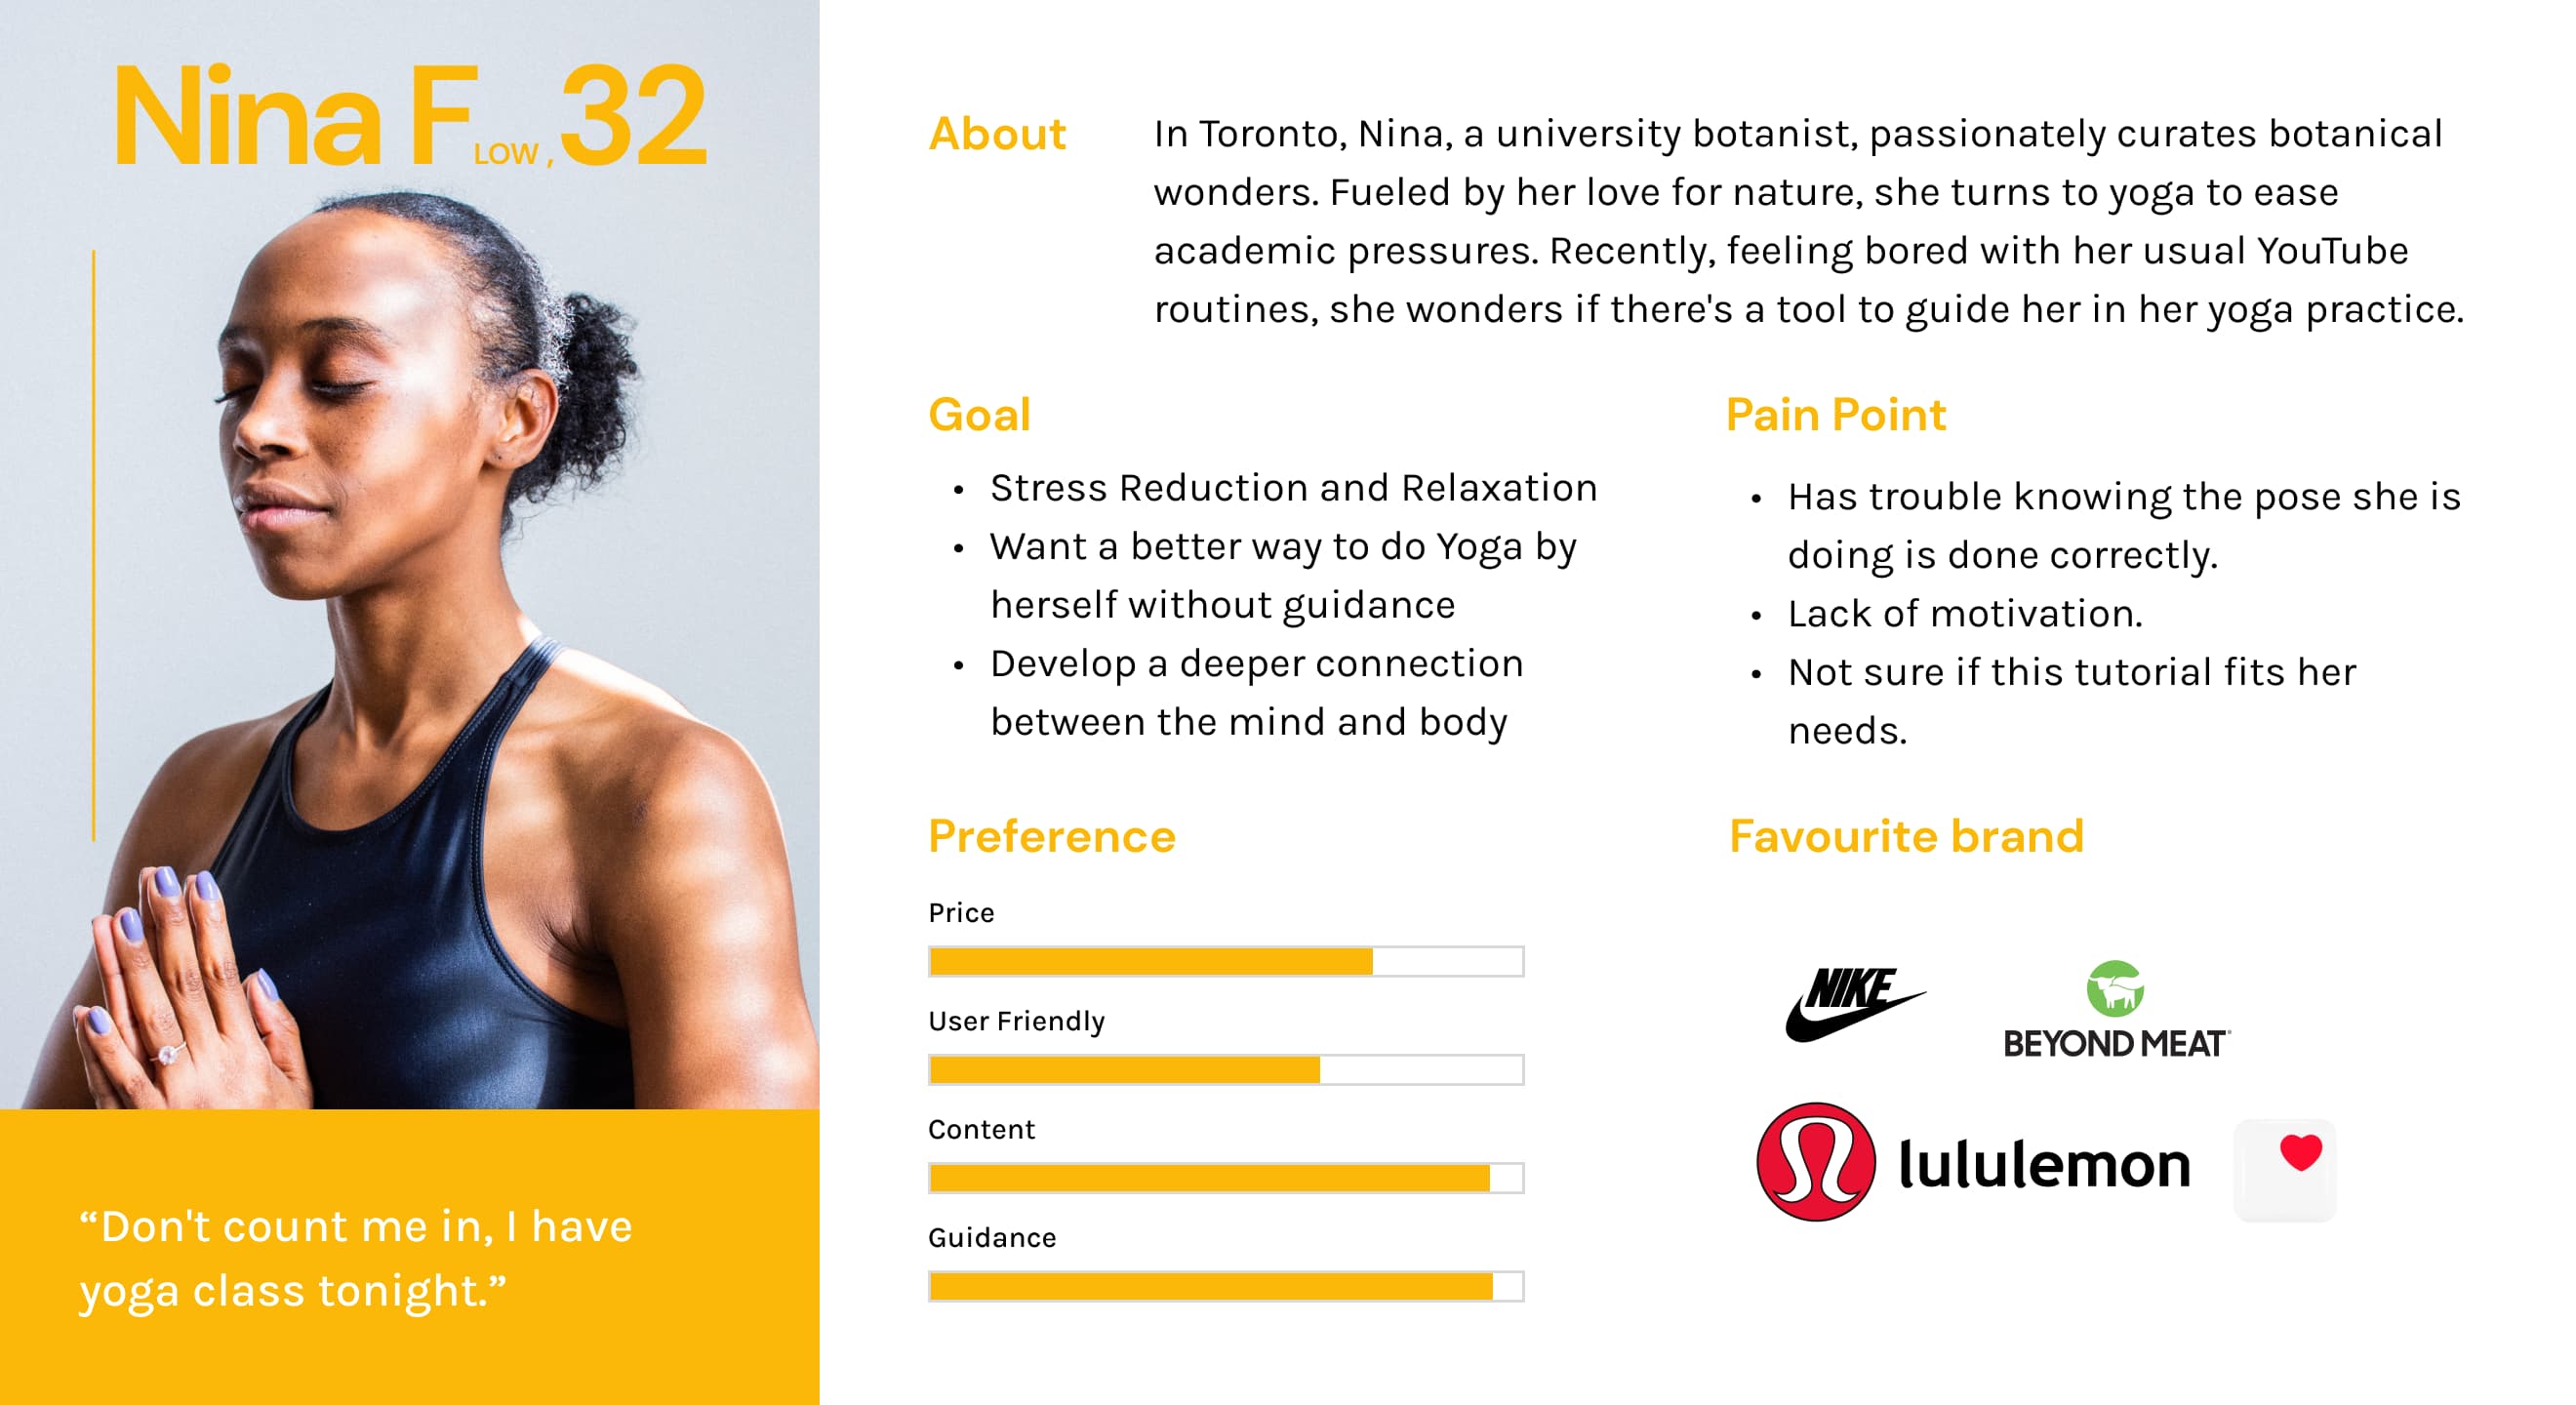 Nina F LOW , 32
About
In Toronto, Nina, a university botanist, passionately curates botanical
wonders. Fueled by her love for nature, she turns to yoga to ease
academic pressures. Recently, feeling bored with her usual YouTube
routines, she wonders if there's a tool to guide her in her yoga practice.
Goal
• Stress Reduction and Relaxation
• Want a better way to do Yoga by
herself without guidance
• Develop a deeper connection
between the mind and body
Pain Point
• Has trouble knowing the pose she is
doing is done correctly.
• Lack of motivation.
• Not sure if this tutorial fits her
needs.
Preference
Price
User Friendly
Content
Guidance
Favourite brand
NIKE
BEYOND MEAT®
lululemon
“Don't count me in, I have
yoga class tonight.”